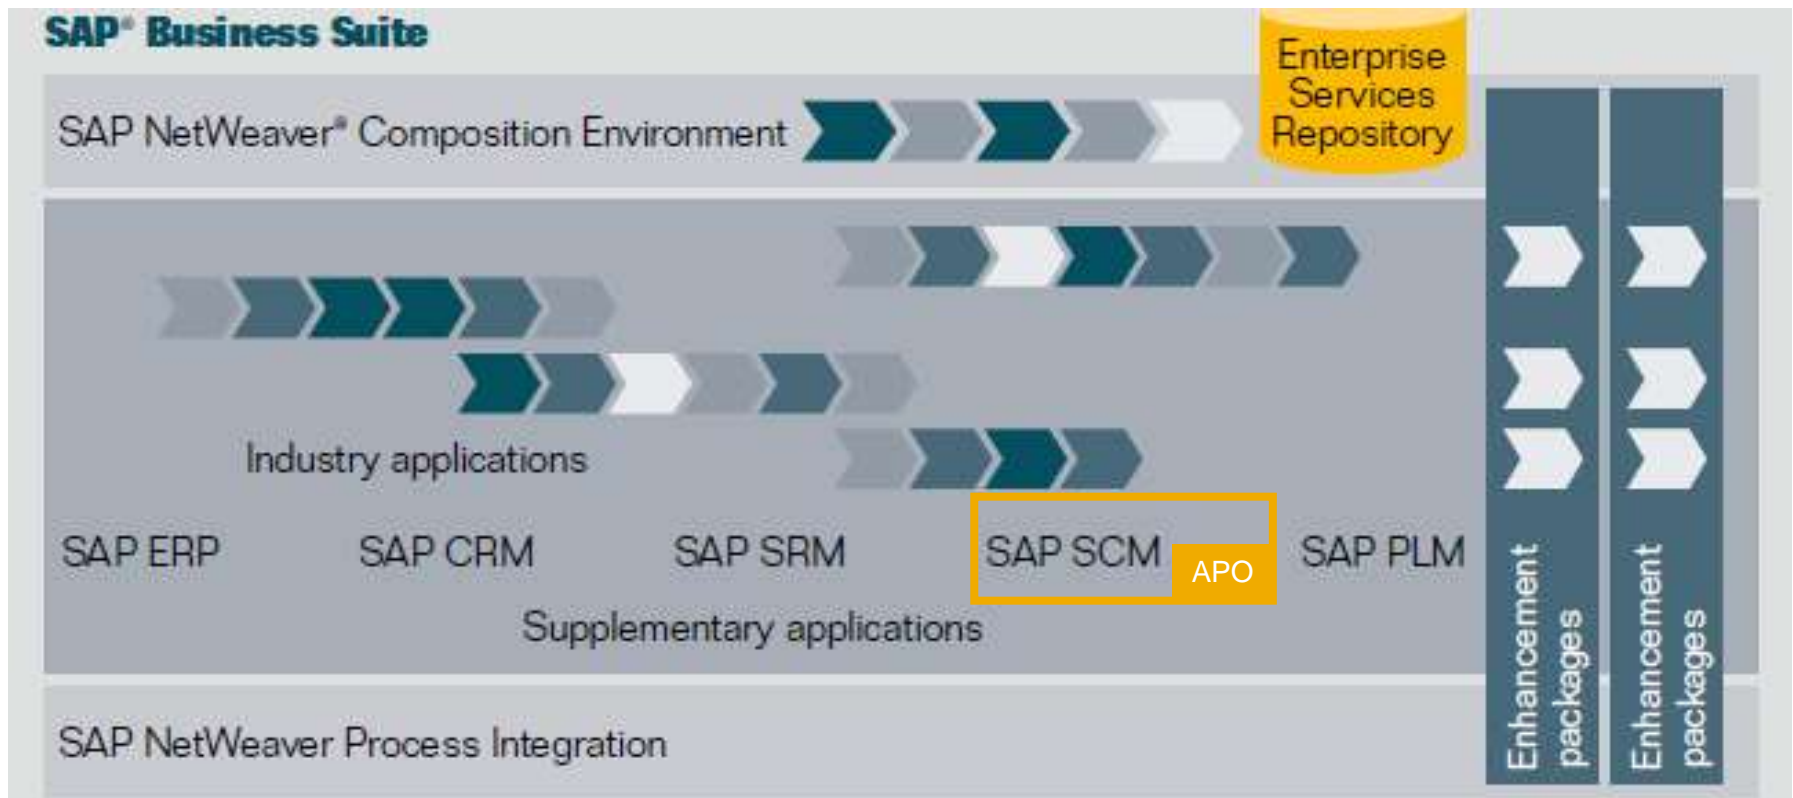 SAP® Business Suite
Enterprise
Services
Repository
SAP NetWeaver® Composition Environment
Industry applications
SAP ERP
SAP CRM
SAP SRM
SAP SCM
APO
SAP PLM
Supplementary applications
SAP NetWeaver Process Integration
Enhancement
packages
Enhancement
packages